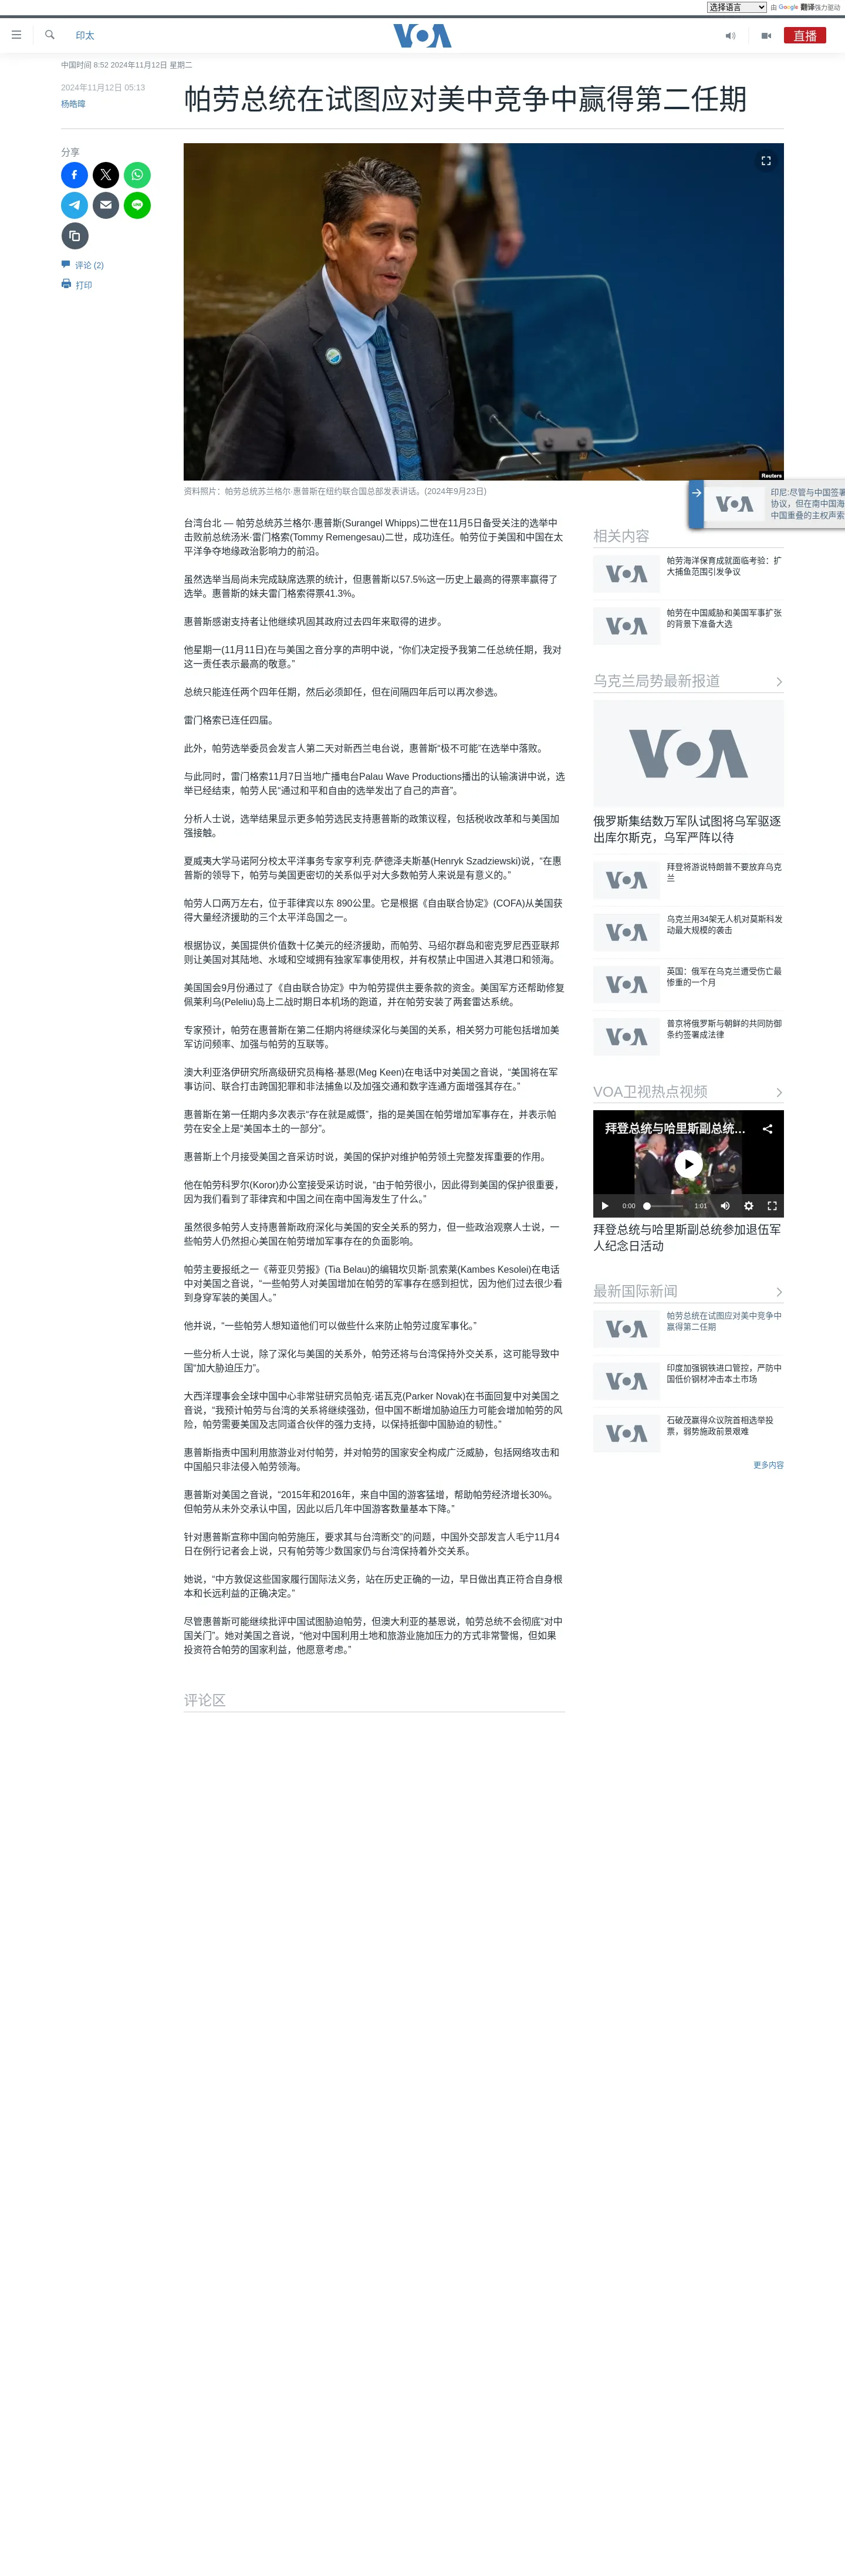 选择语言
由 Google 翻译强力驱动
印太
VOA
直播
中国时间 8:52 2024年11月12日 星期二
2024年11月12日 05:13
杨皓暐
帕劳总统在试图应对美中竞争中赢得第二任期
分享
评论 (2)
打印
Reuters
资料照片：帕劳总统苏兰格尔·惠普斯在纽约联合国总部发表讲话。(2024年9月23日)
台湾台北 — 帕劳总统苏兰格尔·惠普斯(Surangel Whipps)二世在11月5日备受关注的选举中
击败前总统汤米·雷门格索(Tommy Remengesau)二世，成功连任。帕劳位于美国和中国在太
平洋争夺地缘政治影响力的前沿。
虽然选举当局尚未完成缺席选票的统计，但惠普斯以57.5%这一历史上最高的得票率赢得了
选举。惠普斯的妹夫雷门格索得票41.3%。
惠普斯感谢支持者让他继续巩固其政府过去四年来取得的进步。
他星期一(11月11日)在与美国之音分享的声明中说，“你们决定授予我第二任总统任期，我对
这一责任表示最高的敬意。”
总统只能连任两个四年任期，然后必须卸任，但在间隔四年后可以再次参选。
雷门格索已连任四届。
此外，帕劳选举委员会发言人第二天对新西兰电台说，惠普斯“极不可能”在选举中落败。
与此同时，雷门格索11月7日当地广播电台Palau Wave Productions播出的认输演讲中说，选
举已经结束，帕劳人民“通过和平和自由的选举发出了自己的声音”。
分析人士说，选举结果显示更多帕劳选民支持惠普斯的政策议程，包括税收改革和与美国加
强接触。
夏威夷大学马诺阿分校太平洋事务专家亨利克·萨德泽夫斯基(Henryk Szadziewski)说，“在惠
普斯的领导下，帕劳与美国更密切的关系似乎对大多数帕劳人来说是有意义的。”
帕劳人口两万左右，位于菲律宾以东 890公里。它是根据《自由联合协定》(COFA)从美国获
得大量经济援助的三个太平洋岛国之一。
根据协议，美国提供价值数十亿美元的经济援助，而帕劳、马绍尔群岛和密克罗尼西亚联邦
则让美国对其陆地、水域和空域拥有独家军事使用权，并有权禁止中国进入其港口和领海。
美国国会9月份通过了《自由联合协定》中为帕劳提供主要条款的资金。美国军方还帮助修复
佩莱利乌(Peleliu)岛上二战时期日本机场的跑道，并在帕劳安装了两套雷达系统。
专家预计，帕劳在惠普斯在第二任期内将继续深化与美国的关系，相关努力可能包括增加美
军访问频率、加强与帕劳的互联等。
澳大利亚洛伊研究所高级研究员梅格·基恩(Meg Keen)在电话中对美国之音说，“美国将在军
事访问、联合打击跨国犯罪和非法捕鱼以及加强交通和数字连通方面增强其存在。”
惠普斯在第一任期内多次表示“存在就是威慑”，指的是美国在帕劳增加军事存在，并表示帕
劳在安全上是“美国本土的一部分”。
惠普斯上个月接受美国之音采访时说，美国的保护对维护帕劳领土完整发挥重要的作用。
他在帕劳科罗尔(Koror)办公室接受采访时说，“由于帕劳很小，因此得到美国的保护很重要，
因为我们看到了菲律宾和中国之间在南中国海发生了什么。”
虽然很多帕劳人支持惠普斯政府深化与美国的安全关系的努力，但一些政治观察人士说，一
些帕劳人仍然担心美国在帕劳增加军事存在的负面影响。
帕劳主要报纸之一《蒂亚贝劳报》(Tia Belau)的编辑坎贝斯·凯索莱(Kambes Kesolei)在电话
中对美国之音说，“一些帕劳人对美国增加在帕劳的军事存在感到担忧，因为他们过去很少看
到身穿军装的美国人。”
他并说，“一些帕劳人想知道他们可以做些什么来防止帕劳过度军事化。”
一些分析人士说，除了深化与美国的关系外，帕劳还将与台湾保持外交关系，这可能导致中
国“加大胁迫压力”。
大西洋理事会全球中国中心非常驻研究员帕克·诺瓦克(Parker Novak)在书面回复中对美国之
音说，“我预计帕劳与台湾的关系将继续强劲，但中国不断增加胁迫压力可能会增加帕劳的风
险，帕劳需要美国及志同道合伙伴的强力支持，以保持抵御中国胁迫的韧性。”
惠普斯指责中国利用旅游业对付帕劳，并对帕劳的国家安全构成广泛威胁，包括网络攻击和
中国船只非法侵入帕劳领海。
惠普斯对美国之音说，“2015年和2016年，来自中国的游客猛增，帮助帕劳经济增长30%。
但帕劳从未外交承认中国，因此以后几年中国游客数量基本下降。”
针对惠普斯宣称中国向帕劳施压，要求其与台湾断交”的问题，中国外交部发言人毛宁11月4
日在例行记者会上说，只有帕劳等少数国家仍与台湾保持着外交关系。
她说，“中方敦促这些国家履行国际法义务，站在历史正确的一边，早日做出真正符合自身根
本和长远利益的正确决定。”
尽管惠普斯可能继续批评中国试图胁迫帕劳，但澳大利亚的基恩说，帕劳总统不会彻底“对中
国关门”。她对美国之音说，“他对中国利用土地和旅游业施加压力的方式非常警惕，但如果
投资符合帕劳的国家利益，他愿意考虑。”
评论区
VOA
印尼:尽管与中国签署
协议，但在南中国海
中国重叠的主权声索
相关内容
VOA
帕劳海洋保育成就面临考验：扩
大捕鱼范围引发争议
VOA
帕劳在中国威胁和美国军事扩张
的背景下准备大选
乌克兰局势最新报道
VOA
俄罗斯集结数万军队试图将乌军驱逐
出库尔斯克，乌军严阵以待
VOA
拜登将游说特朗普不要放弃乌克
兰
VOA
乌克兰用34架无人机对莫斯科发
动最大规模的袭击
VOA
英国：俄军在乌克兰遭受伤亡最
惨重的一个月
VOA
普京将俄罗斯与朝鲜的共同防御
条约签署成法律
VOA卫视热点视频
拜登总统与哈里斯副总统…
0:00
1:01
拜登总统与哈里斯副总统参加退伍军
人纪念日活动
最新国际新闻
VOA
帕劳总统在试图应对美中竞争中
赢得第二任期
VOA
印度加强钢铁进口管控，严防中
国低价钢材冲击本土市场
VOA
石破茂赢得众议院首相选举投
票，弱势施政前景艰难
更多内容